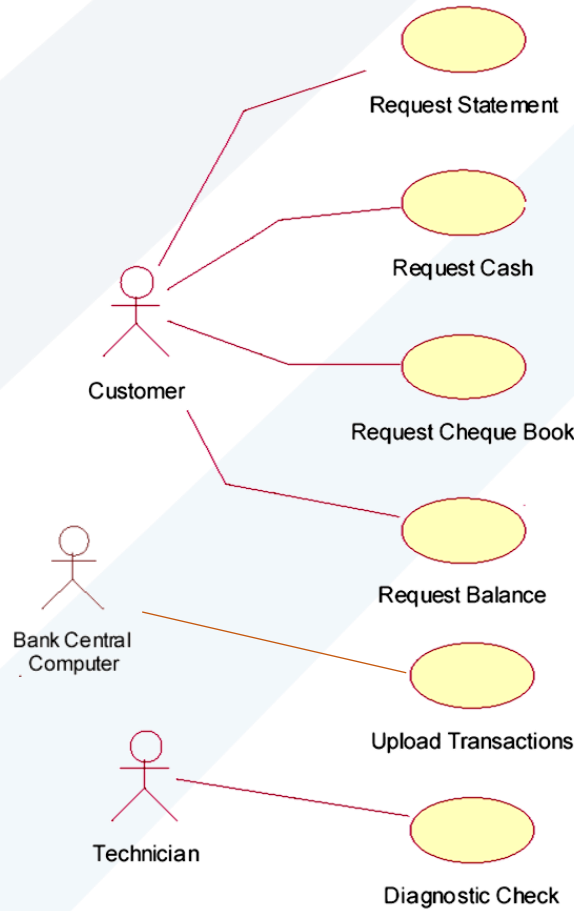 Request Statement
Request Cash
Customer
Request Cheque Book
Request Balance
Bank Central
Computer
Upload Transactions
Technician
Diagnostic Check